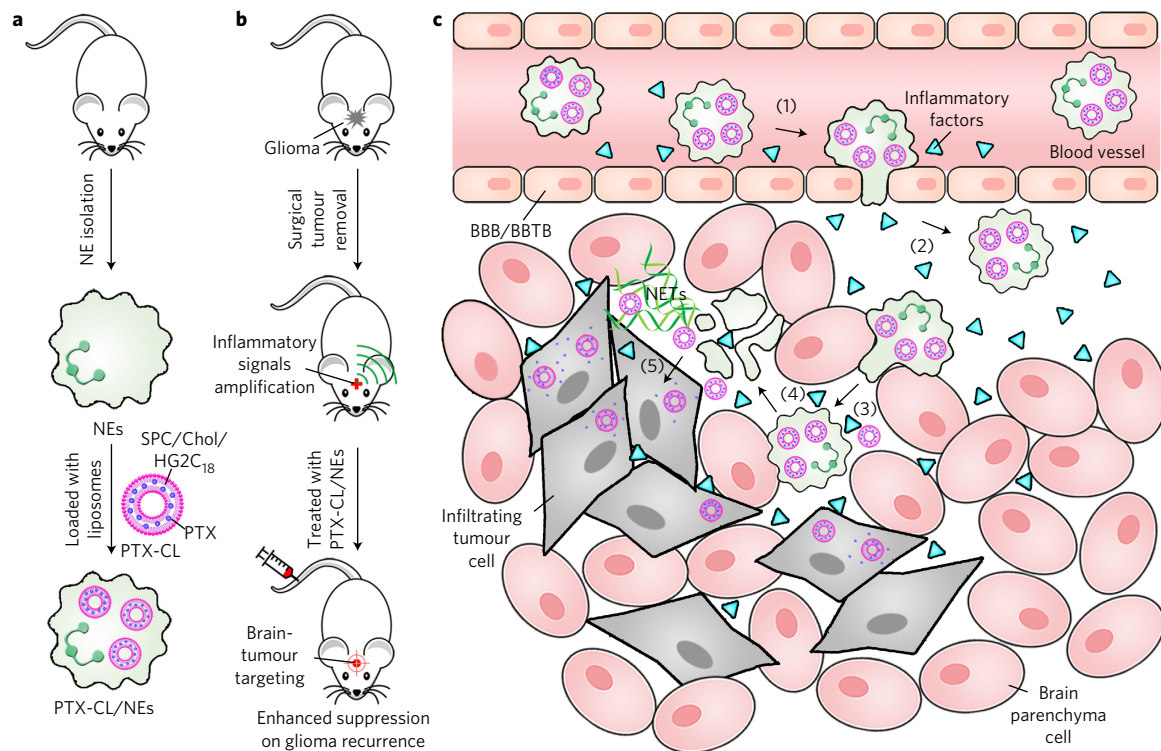 a
NE isolation
NEs
SPC/Chol/
HG2C₁₈
Loaded with
liposomes
PTX
PTX-CL
PTX-CL/NEs
b
Glioma
Surgical
tumour
removal
Inflammatory
signals
amplification
Treated with
PTX-CL/NEs
Brain-
tumour
targeting
Enhanced suppression
on glioma recurrence
c
(1)
Inflammatory
factors
Blood vessel
BBB/BBTB
(2)
NETs
(5)
(4)
(3)
Infiltrating
tumour
cell
Brain
parenchyma
cell